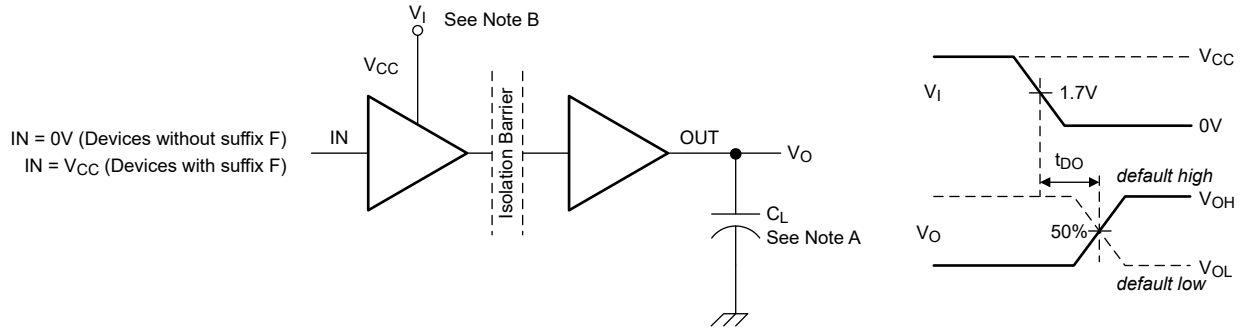 V_I See Note B
V_CC
IN = 0V (Devices without suffix F)
IN = V_CC (Devices with suffix F)
IN
Isolation Barrier
OUT
V_O
C_L
See Note A
V_CC
V_I
1.7V
0V
t_DO
default high
V_OH
V_O
50%
V_OL
default low